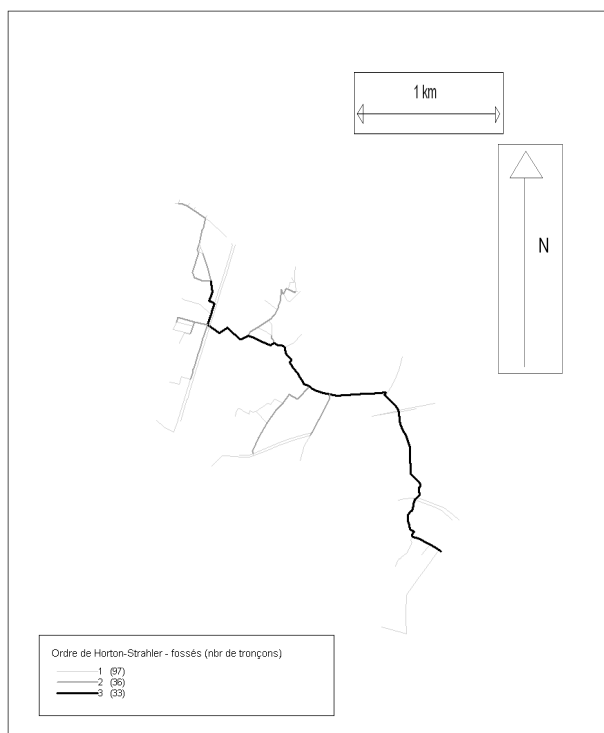 1 km
N
Ordre de Horton-Strahler - fossés (nbr de tronçons)
1 (97)
2 (36)
3 (33)